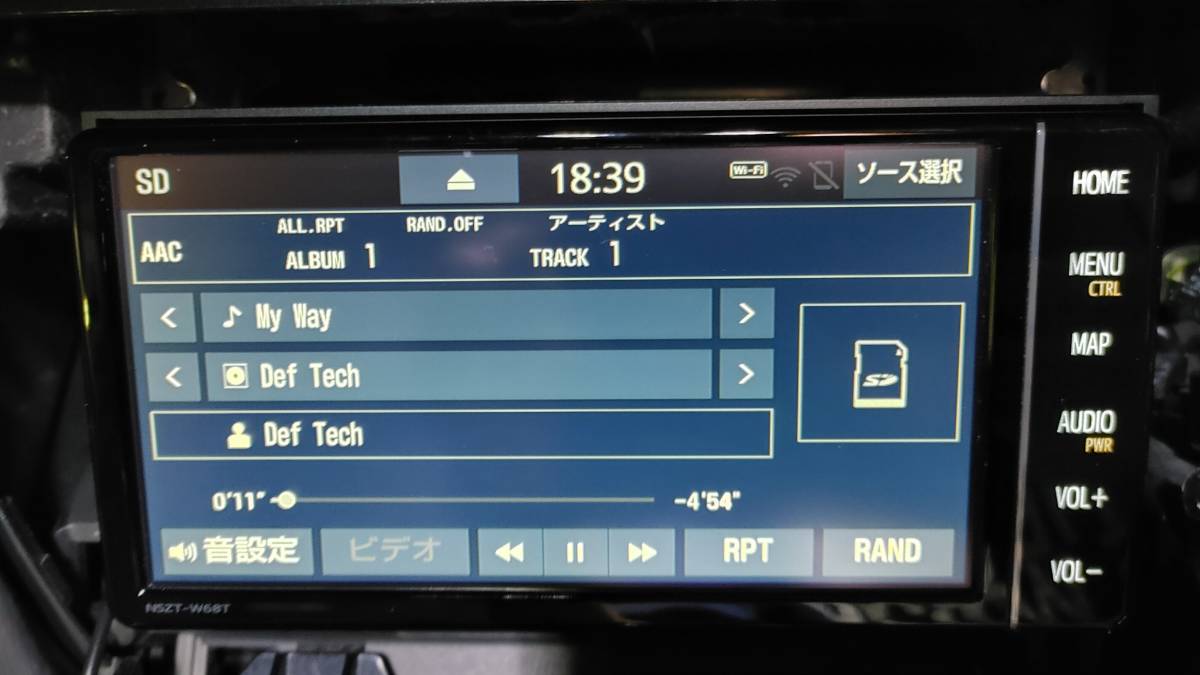 SD 18:39 Wi-Fi ソース選択
ALL.RPT RAND.OFF アーティスト
AAC ALBUM 1 TRACK 1
My Way
Def Tech
Def Tech
SD
0'11" -4'54"
音設定 ビデオ RPT RAND
NSZT-W68T
HOME
MENU
CTRL
MAP
AUDIO
PWR
VOL+
VOL-